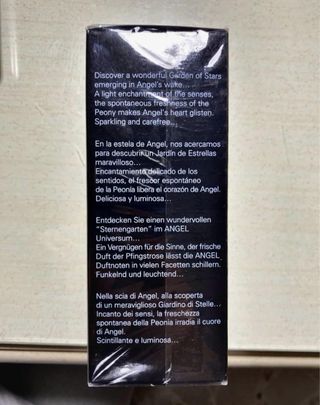 Discover a wonderful Garden of Stars
emerging in Angel's wake...
A light enchantment of the senses,
the spontaneous freshness of the
Peony makes Angel's heart glisten.
Sparkling and carefree...
En la estela de Angel, nos acercamos
para descubrir un Jardín de Estrellas
maravilloso...
Encantamiento delicado de los
sentidos, el frescor espontáneo
de la Peonia libera el corazón de Angel.
Deliciosa y luminosa...
Entdecken Sie einen wundervollen
"Sternengarten" im ANGEL
Universum...
Ein Vergnügen für die Sinne, der frische
Duft der Pfingstrose lässt die ANGEL
Duftnoten in vielen Facetten schillern.
Funkelnd und leuchtend...
Nella scia di Angel, alla scoperta
di un meraviglioso Giardino di Stelle...
Incanto dei sensi, la freschezza
spontanea della Peonia irradia il cuore
di Angel.
Scintillante e luminosa...